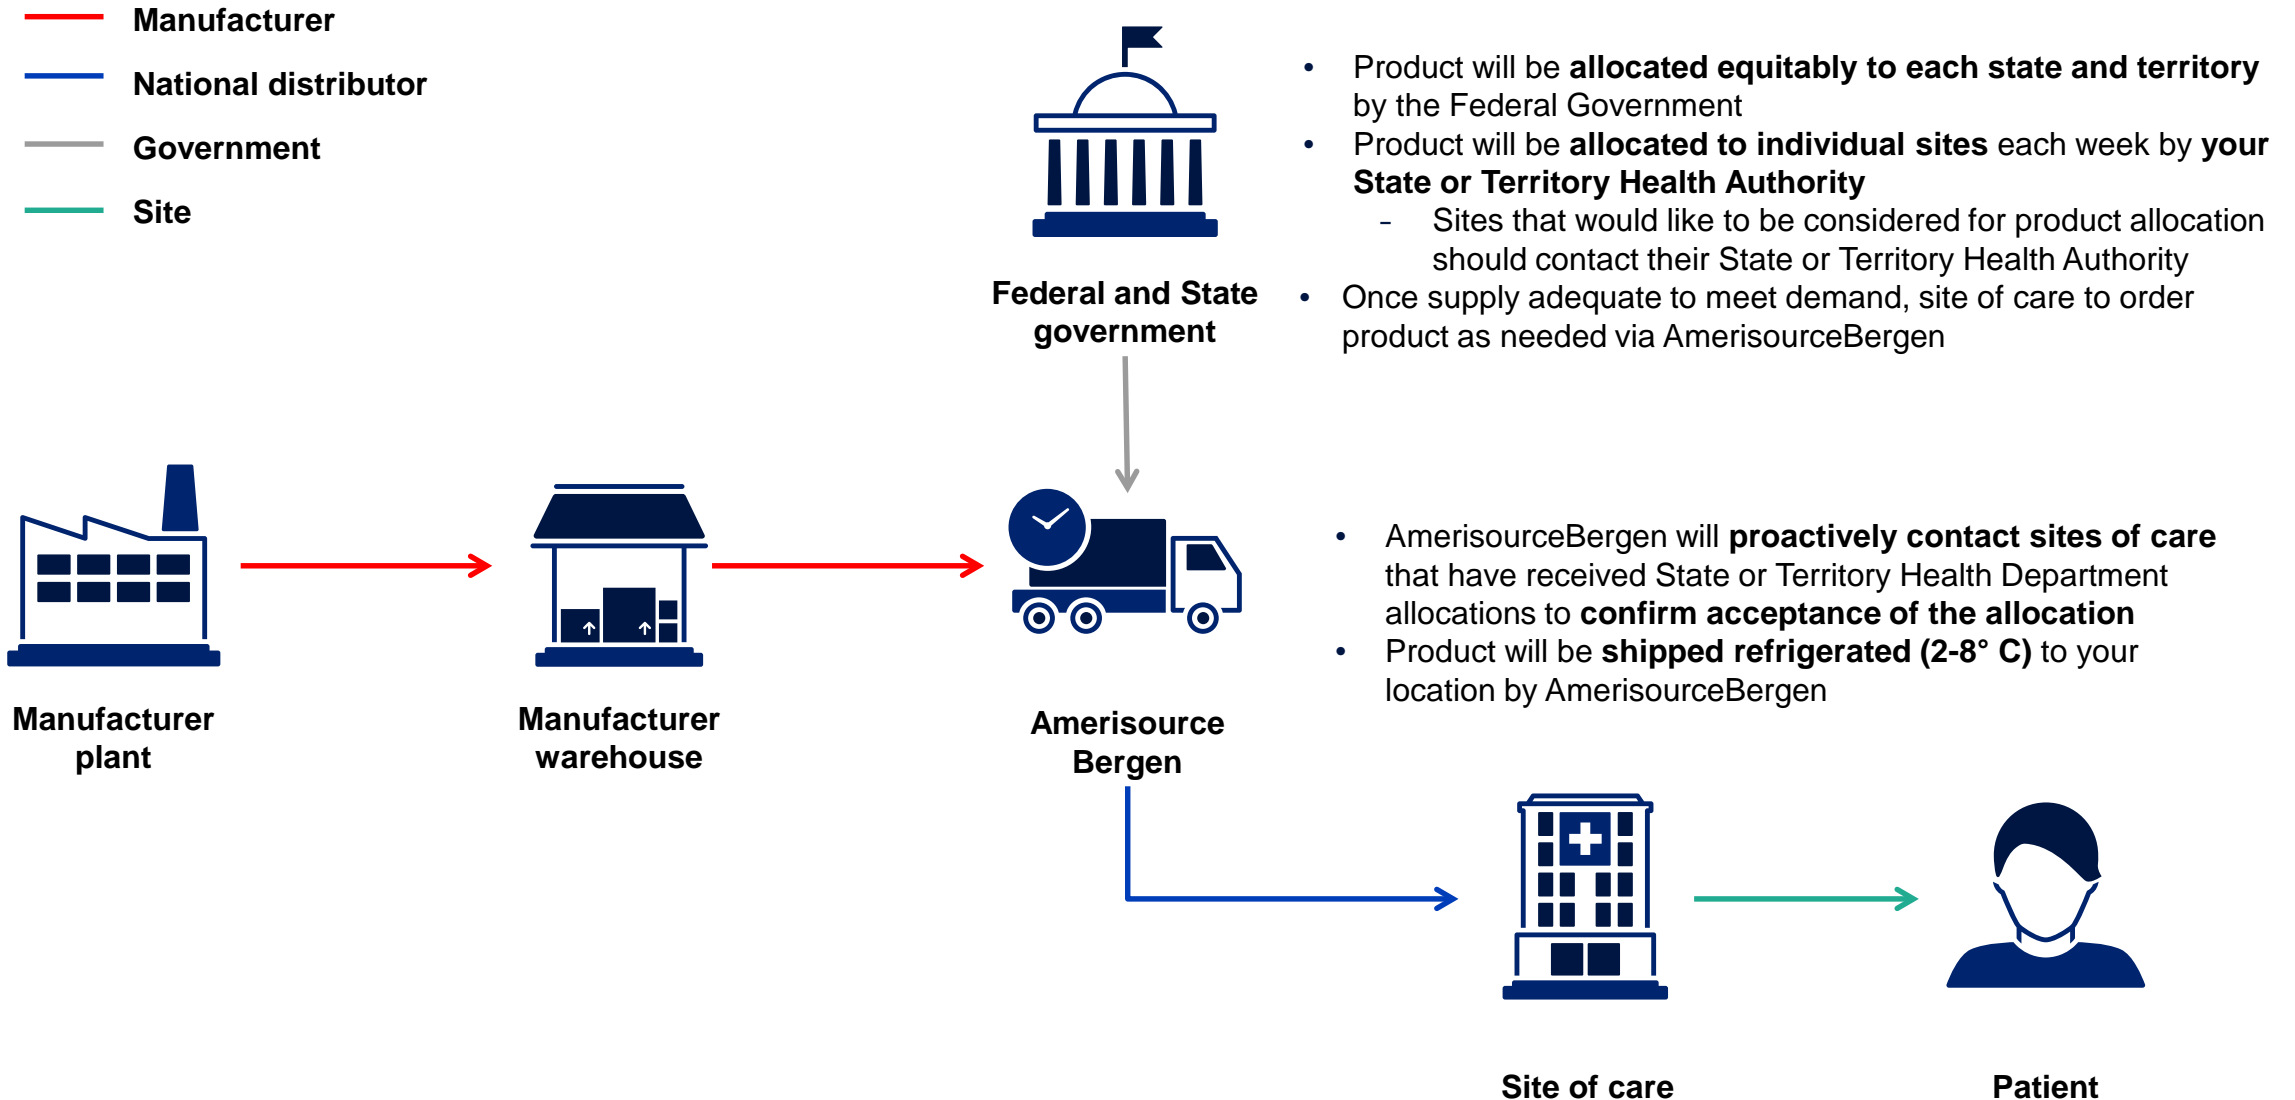 Manufacturer
National distributor
Government
Site
Federal and State
government
• Product will be allocated equitably to each state and territory
by the Federal Government
• Product will be allocated to individual sites each week by your
State or Territory Health Authority
- Sites that would like to be considered for product allocation
should contact their State or Territory Health Authority
• Once supply adequate to meet demand, site of care to order
product as needed via AmerisourceBergen
Manufacturer
plant
Manufacturer
warehouse
Amerisource
Bergen
• AmerisourceBergen will proactively contact sites of care
that have received State or Territory Health Department
allocations to confirm acceptance of the allocation
• Product will be shipped refrigerated (2-8° C) to your
location by AmerisourceBergen
Site of care
Patient